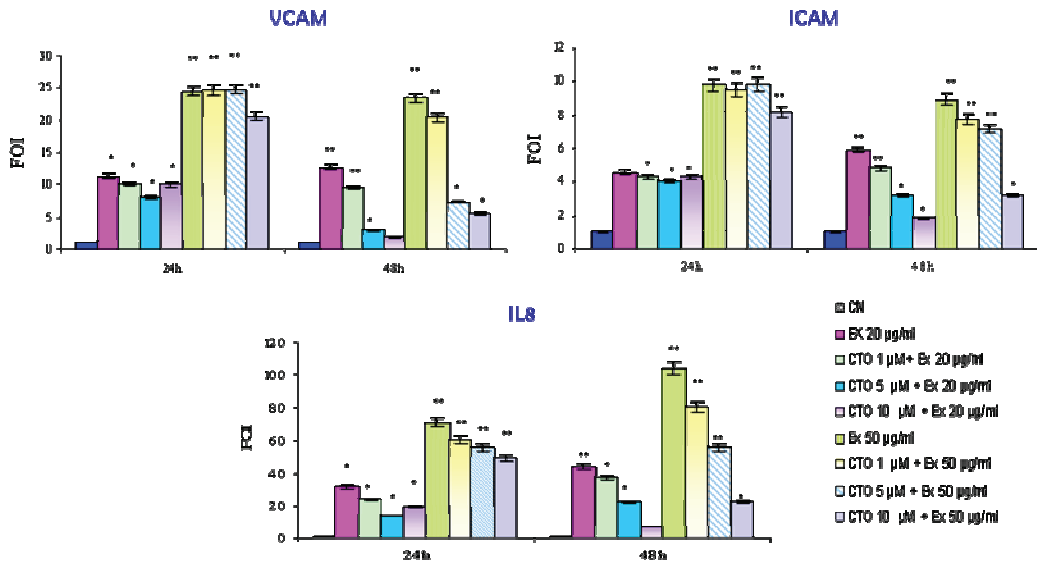 VCAM
30
25
20
15
10
5
0
FOI
* * * * ** ** ** ** ** ** * ** ** * *
24h 48h
ICAM
12
10
8
6
4
2
0
FOI
* * * ** ** ** ** ** ** * * ** ** ** *
24h 48h
IL8
120
100
80
60
40
20
0
FOI
* * * * ** ** ** ** ** * * ** ** ** *
24h 48h
CN
EX 20 µg/ml
CTO 1 µM+ Ex 20 µg/ml
CTO 5 µM + Ex 20 µg/ml
CTO 10 µM + Ex 20 µg/ml
Ex 50 µg/ml
CTO 1 µM + Ex 50 µg/ml
CTO 5 µM + Ex 50 µg/ml
CTO 10 µM + Ex 50 µg/ml